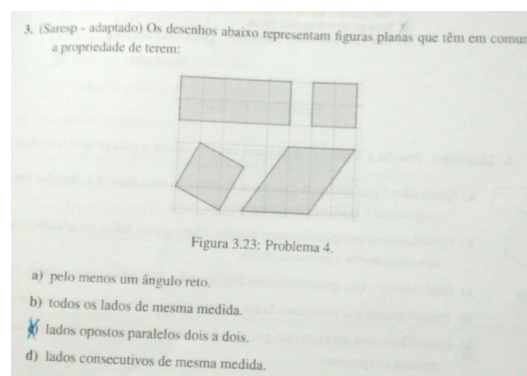 3. (Saresp - adaptado) Os desenhos abaixo representam figuras planas que têm em comum
a propriedade de terem:
Figura 3.23: Problema 4.
a) pelo menos um ângulo reto.
b) todos os lados de mesma medida.
lados opostos paralelos dois a dois.
d) lados consecutivos de mesma medida.